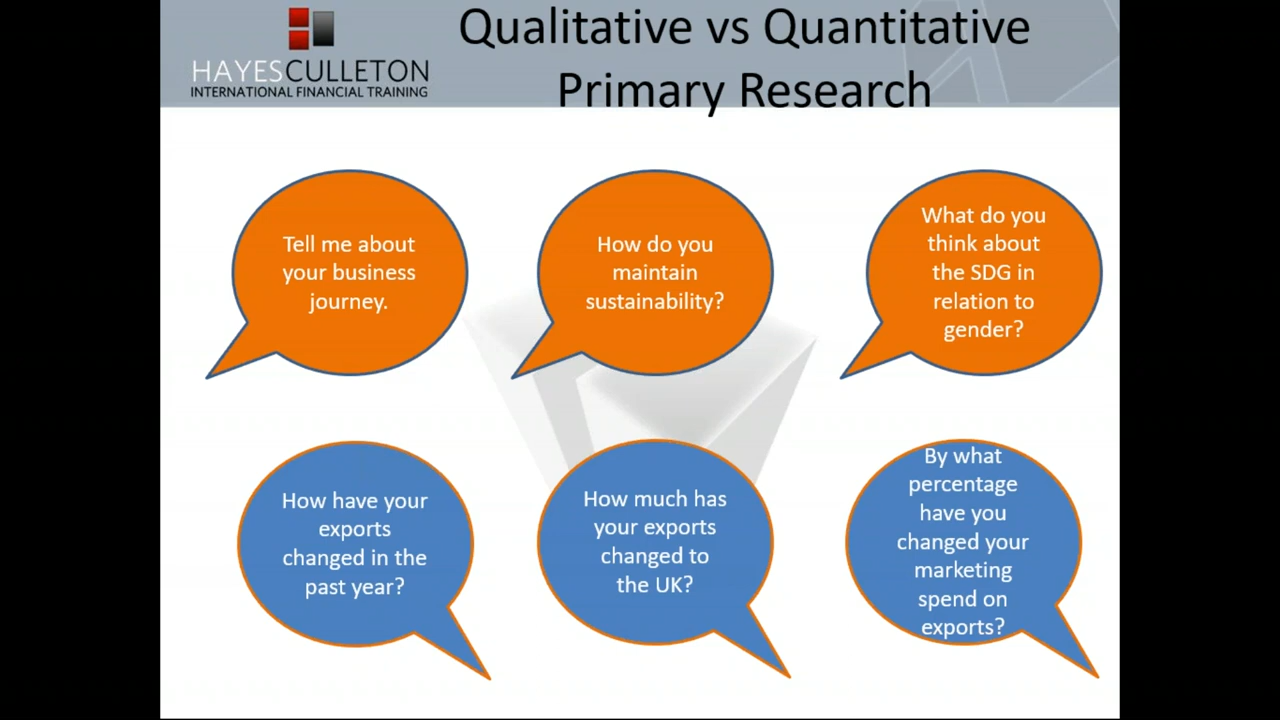 HAYESCULLETON
INTERNATIONAL FINANCIAL TRAINING
Qualitative vs Quantitative
Primary Research
Tell me about
your business
journey.
How do you
maintain
sustainability?
What do you
think about
the SDG in
relation to
gender?
How have your
exports
changed in the
past year?
How much has
your exports
changed to
the UK?
By what
percentage
have you
changed your
marketing
spend on
exports?